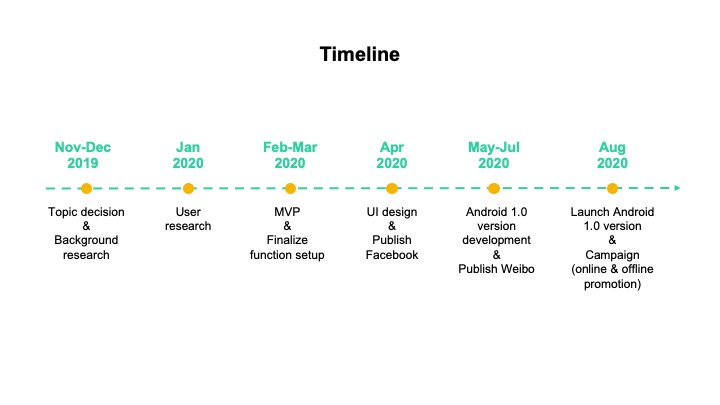 Timeline
Nov-Dec
2019
Jan
2020
Feb-Mar
2020
Apr
2020
May-Jul
2020
Aug
2020
Topic decision
&
Background
research
User
research
MVP
&
Finalize
function setup
UI design
&
Publish
Facebook
Android 1.0
version
development
&
Publish Weibo
Launch Android
1.0 version
&
Campaign
(online & offline
promotion)